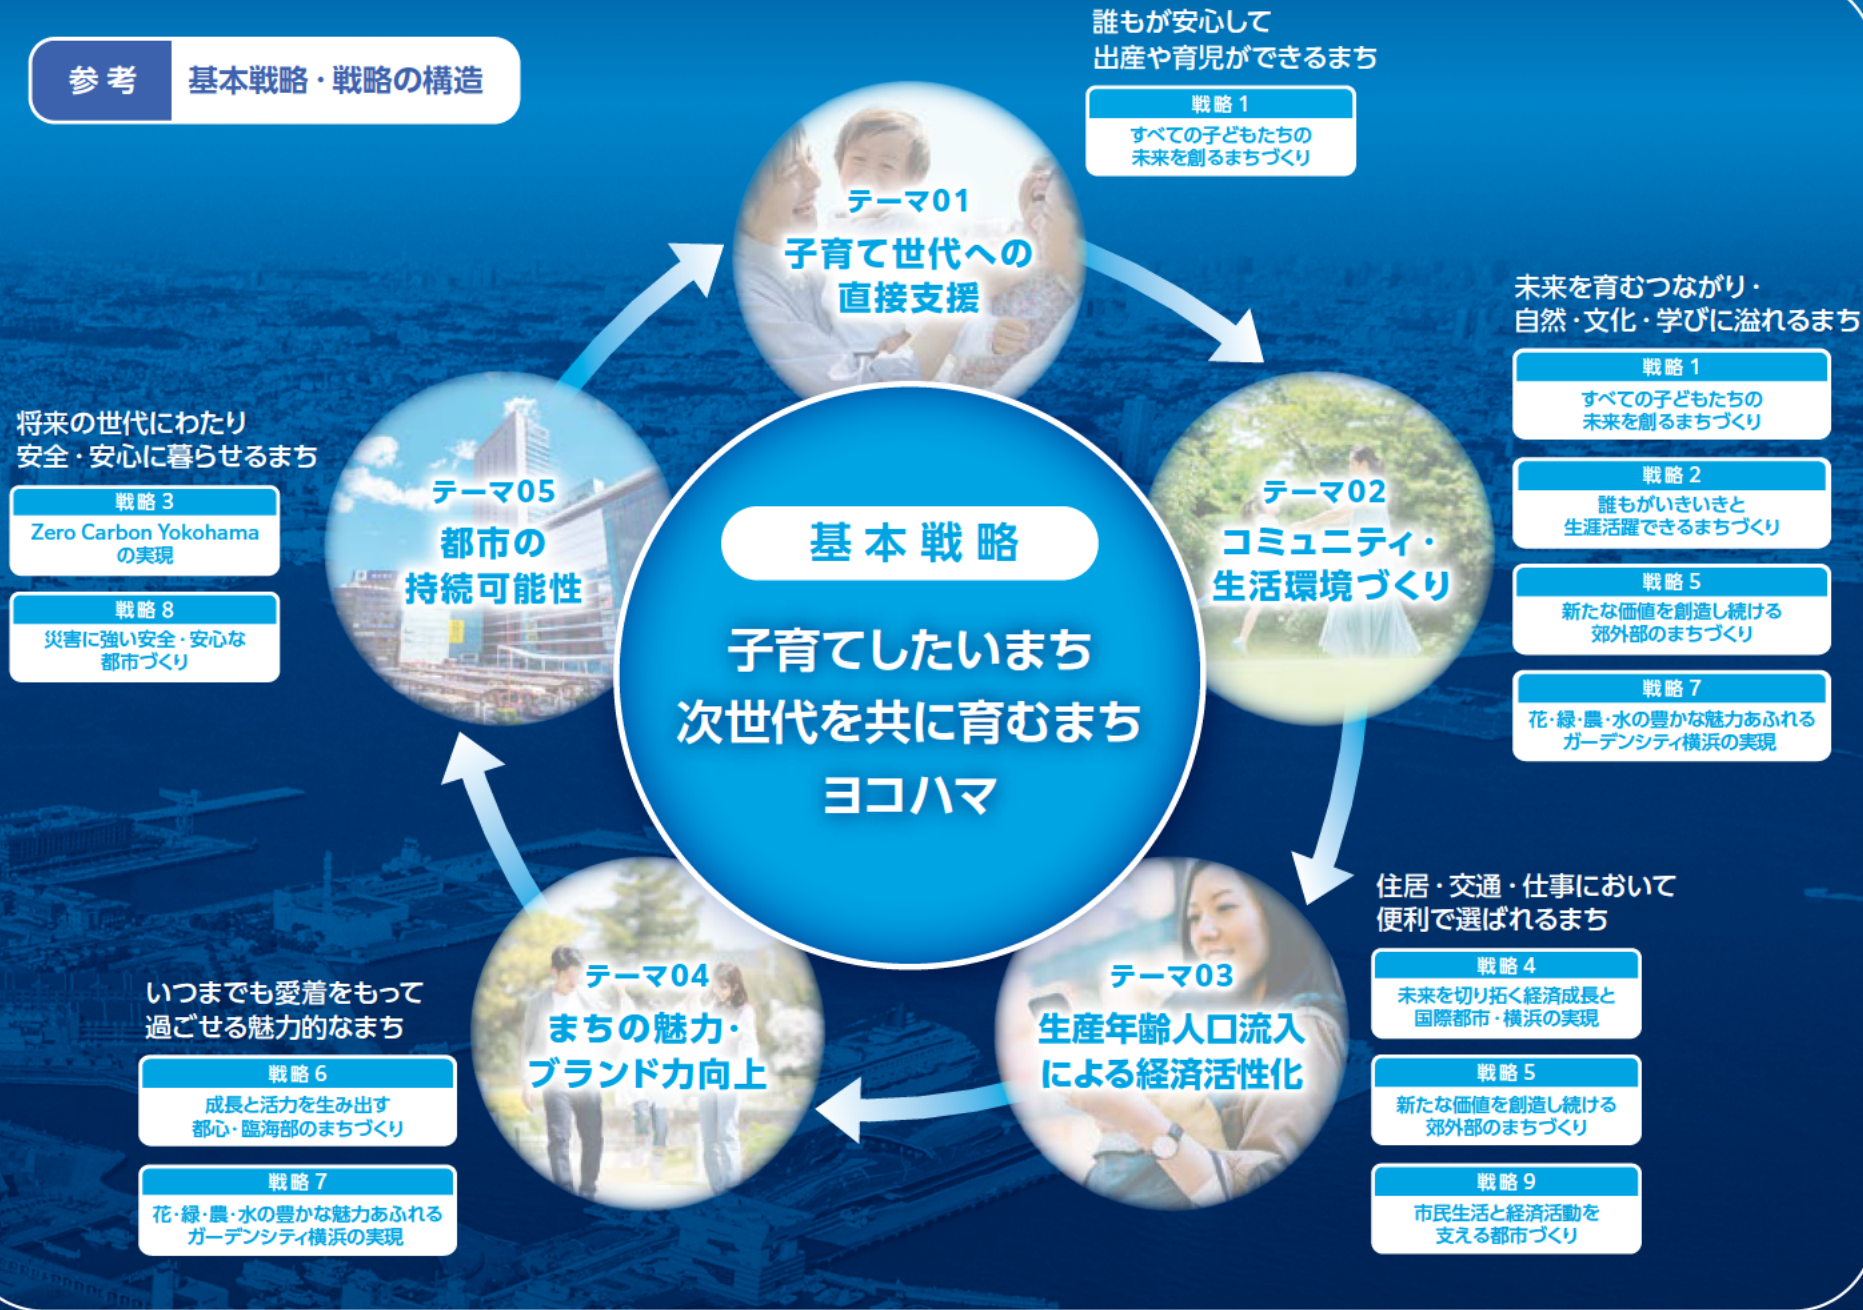 参考 基本戦略・戦略の構造
誰もが安心して
出産や育児ができるまち
戦略1
すべての子どもたちの
未来を創るまちづくり
テーマ01
子育て世代への
直接支援
未来を育むつながり・
自然・文化・学びに溢れるまち
戦略1
すべての子どもたちの
未来を創るまちづくり
戦略2
誰もがいきいきと
生涯活躍できるまちづくり
戦略5
新たな価値を創造し続ける
郊外部のまちづくり
戦略7
花・緑・農・水の豊かな魅力あふれる
ガーデンシティ横浜の実現
テーマ02
コミュニティ・
生活環境づくり
基本戦略
子育てしたいまち
次世代を共に育むまち
ヨコハマ
将来の世代にわたり
安全・安心に暮らせるまち
戦略3
Zero Carbon Yokohama
の実現
戦略8
災害に強い安全・安心な
都市づくり
テーマ05
都市の
持続可能性
住居・交通・仕事において
便利で選ばれるまち
戦略4
未来を切り拓く経済成長と
国際都市・横浜の実現
戦略5
新たな価値を創造し続ける
郊外部のまちづくり
戦略9
市民生活と経済活動を
支える都市づくり
テーマ03
生産年齢人口流入
による経済活性化
テーマ04
まちの魅力・
ブランド力向上
いつまでも愛着をもって
過ごせる魅力的なまち
戦略6
成長と活力を生み出す
都心・臨海部のまちづくり
戦略7
花・緑・農・水の豊かな魅力あふれる
ガーデンシティ横浜の実現